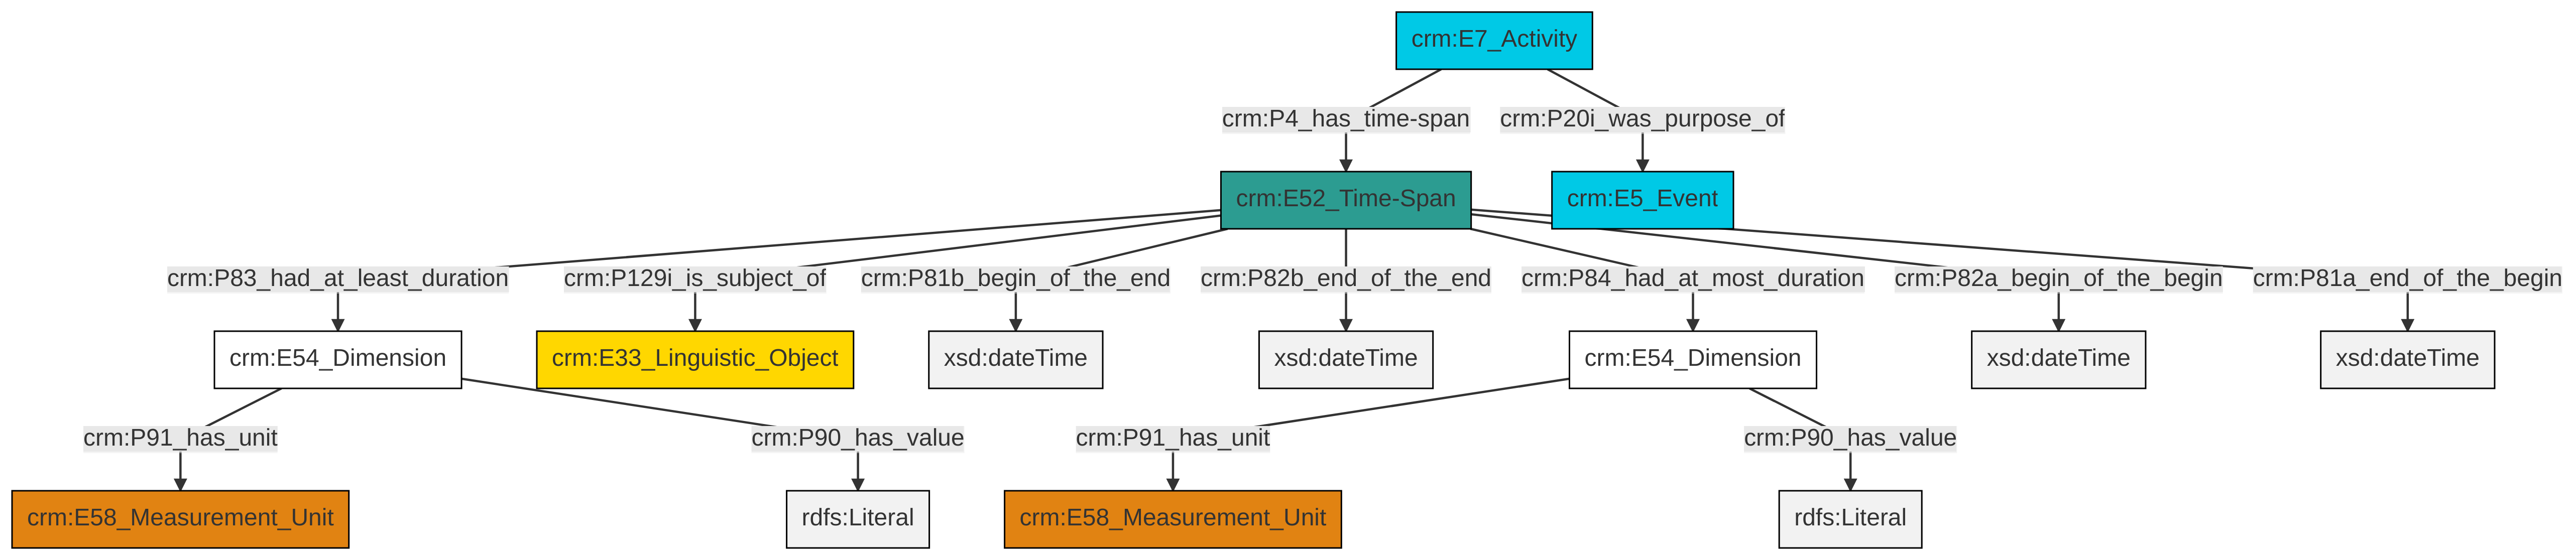 crm:E7_Activity
crm:P4_has_time-span
crm:P20i_was_purpose_of
crm:E52_Time-Span
crm:E5_Event
crm:P83_had_at_least_duration
crm:P129i_is_subject_of
crm:P81b_begin_of_the_end
crm:P82b_end_of_the_end
crm:P84_had_at_most_duration
crm:P82a_begin_of_the_begin
crm:P81a_end_of_the_begin
crm:E54_Dimension
crm:E33_Linguistic_Object
xsd:dateTime
xsd:dateTime
crm:E54_Dimension
xsd:dateTime
xsd:dateTime
crm:P91_has_unit
crm:P90_has_value
crm:P91_has_unit
crm:P90_has_value
crm:E58_Measurement_Unit
rdfs:Literal
crm:E58_Measurement_Unit
rdfs:Literal